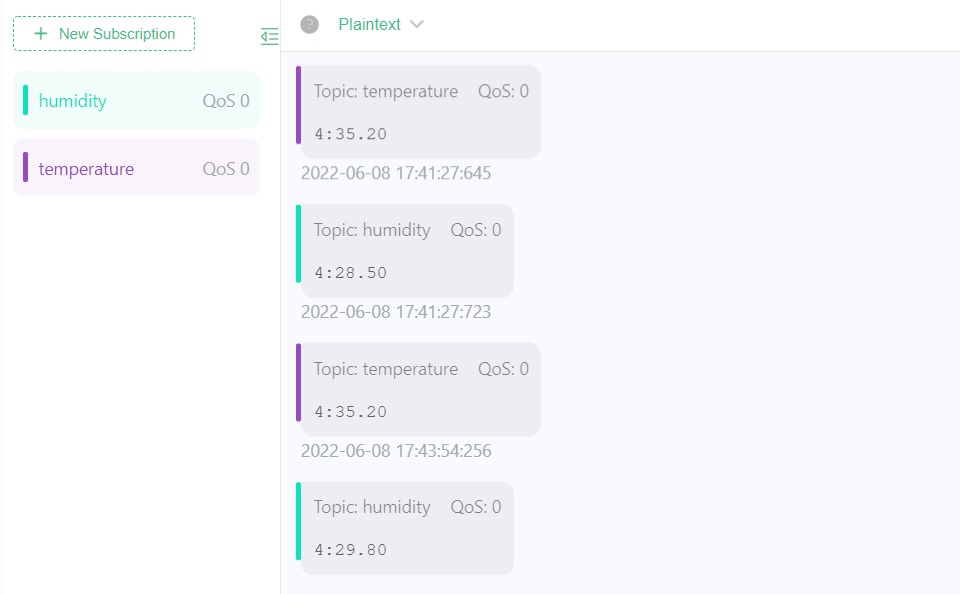 + New Subscription
humidity QoS 0
temperature QoS 0
? Plaintext
Topic: temperature QoS: 0
4:35.20
2022-06-08 17:41:27:645
Topic: humidity QoS: 0
4:28.50
2022-06-08 17:41:27:723
Topic: temperature QoS: 0
4:35.20
2022-06-08 17:43:54:256
Topic: humidity QoS: 0
4:29.80